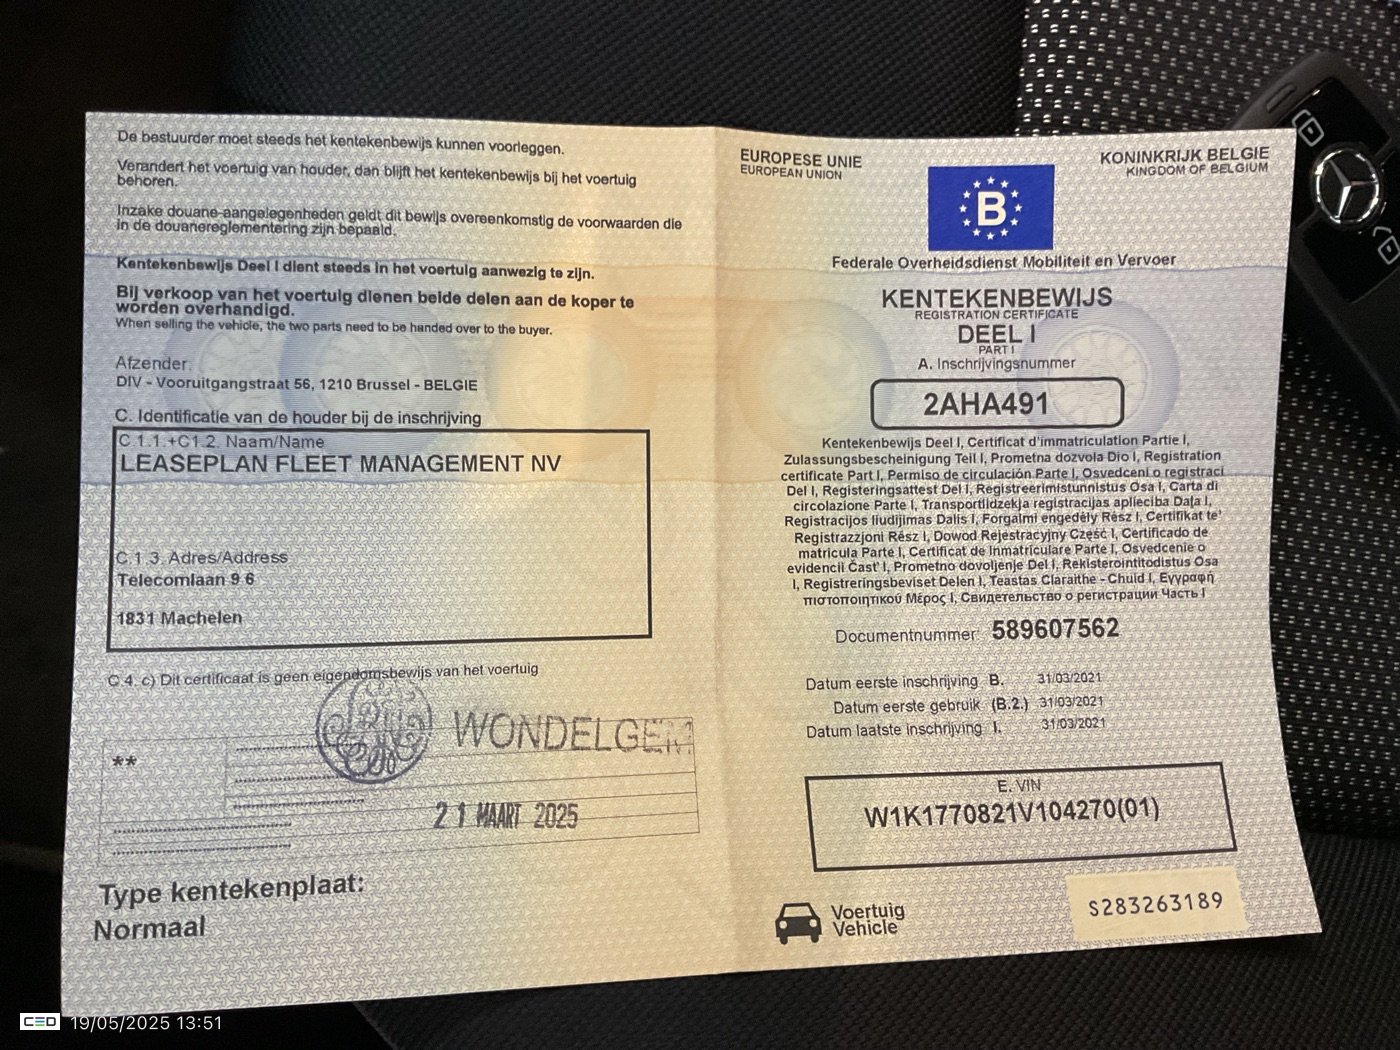 De bestuurder moet steeds het kentekenbewijs kunnen voorleggen.
Verandert het voertuig van houder, dan blijft het kentekenbewijs bij het voertuig
behoren.
Inzake douane-aangelegenheden geldt dit bewijs overeenkomstig de voorwaarden die
in de douanereglementering zijn bepaald.
Kentekenbewijs Deel I dient steeds in het voertuig aanwezig te zijn.
Bij verkoop van het voertuig dienen beide delen aan de koper te
worden overhandigd.
When selling the vehicle, the two parts need to be handed over to the buyer.
Afzender:
DIV - Vooruitgangstraat 56, 1210 Brussel - BELGIE
C. Identificatie van de houder bij de inschrijving
C.1.1.+C1.2. Naam/Name
LEASEPLAN FLEET MANAGEMENT NV
C.1.3. Adres/Address
Telecomlaan 9 6
1831 Machelen
C.4. c) Dit certificaat is geen eigendomsbewijs van het voertuig
WONDELGEM
**
21 MAART 2025
Type kentekenplaat:
Normaal
EUROPESE UNIE
EUROPEAN UNION
KONINKRIJK BELGIE
KINGDOM OF BELGIUM
B
Federale Overheidsdienst Mobiliteit en Vervoer
KENTEKENBEWIJS
REGISTRATION CERTIFICATE
DEEL I
PART I
A. Inschrijvingsnummer
2AHA491
Kentekenbewijs Deel I, Certificat d'immatriculation Partie I,
Zulassungsbescheinigung Teil I, Prometna dozvola Dio I, Registration
certificate Part I, Permiso de circulación Parte I, Osvedceni o registraci
Del I, Registeringsattest Del I, Registreerimistunnistus Osa I, Carta di
circolazione Parte I, Transportlidzekja registracijas aplieciba Daļa I,
Registracijos liudijimas Dalis I, Forgalmi engedély Rész I, Certifikat te'
Registrazzjoni Rész I, Dowod Rejestracyjny Część I, Certificado de
matricula Parte I, Certificat de Inmatriculare Parte I, Osvedcenie o
evidencii Časť I, Prometno dovoljenje Del I, Rekisterointitodistus Osa
I, Registreringsbeviset Delen I, Teastas Claraithe - Chuid I, Εγγραφή
πιστοποιητικού Μέρος I, Свидетельство о регистрации Часть I
Documentnummer 589607562
Datum eerste inschrijving B. 31/03/2021
Datum eerste gebruik (B.2.) 31/03/2021
Datum laatste inschrijving I. 31/03/2021
E. VIN
W1K1770821V104270(01)
Voertuig
Vehicle
S283263189
CED 19/05/2025 13:51